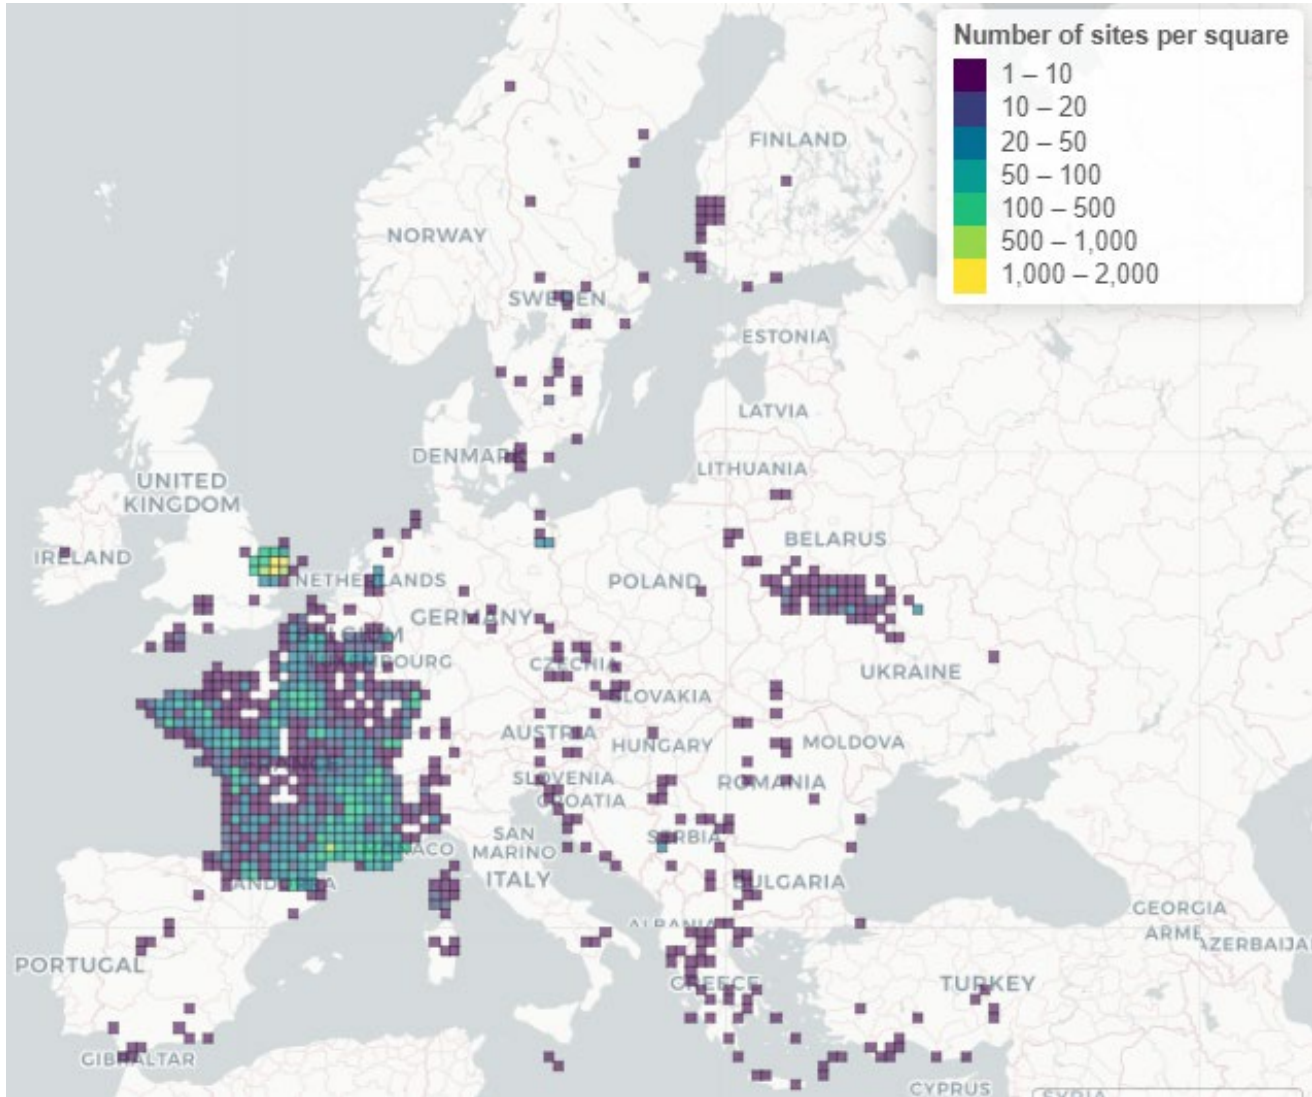 Number of sites per square
1 – 10
10 – 20
20 – 50
50 – 100
100 – 500
500 – 1,000
1,000 – 2,000
FINLAND
NORWAY
SWEDEN
ESTONIA
LATVIA
DENMARK
LITHUANIA
UNITED
KINGDOM
BELARUS
IRELAND
NETHERLANDS
POLAND
GERMANY
CZECHIA
UKRAINE
SLOVAKIA
AUSTRIA
HUNGARY
MOLDOVA
SLOVENIA
ROMANIA
CROATIA
SAN
MARINO
SERBIA
ITALY
BULGARIA
ALBANIA
GEORGIA
PORTUGAL
GREECE
TURKEY
GIBRALTAR
CYPRUS
SYRIA